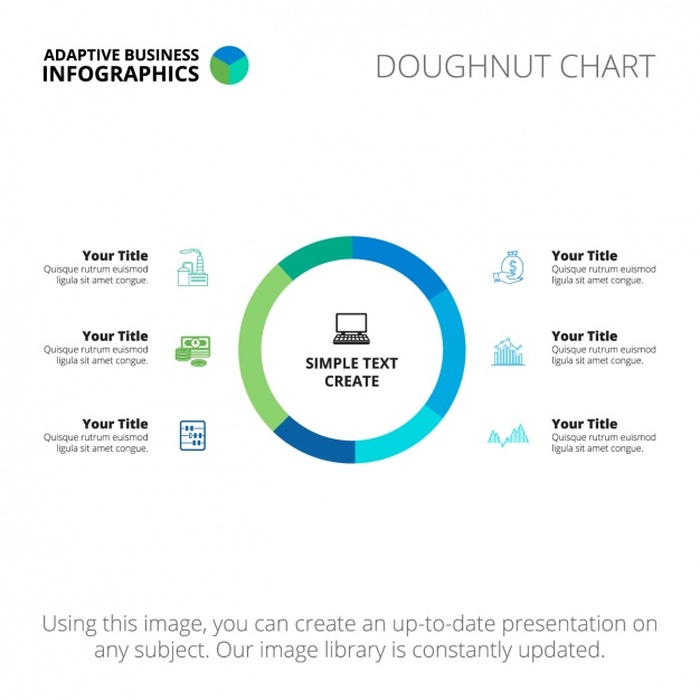 ADAPTIVE BUSINESS
INFOGRAPHICS
DOUGHNUT CHART
Your Title
Quisque rutrum euismod
ligula sit amet congue.
Your Title
Quisque rutrum euismod
ligula sit amet congue.
Your Title
Quisque rutrum euismod
ligula sit amet congue.
SIMPLE TEXT
CREATE
Your Title
Quisque rutrum euismod
ligula sit amet congue.
Your Title
Quisque rutrum euismod
ligula sit amet congue.
Your Title
Quisque rutrum euismod
ligula sit amet congue.
Using this image, you can create an up-to-date presentation on
any subject. Our image library is constantly updated.